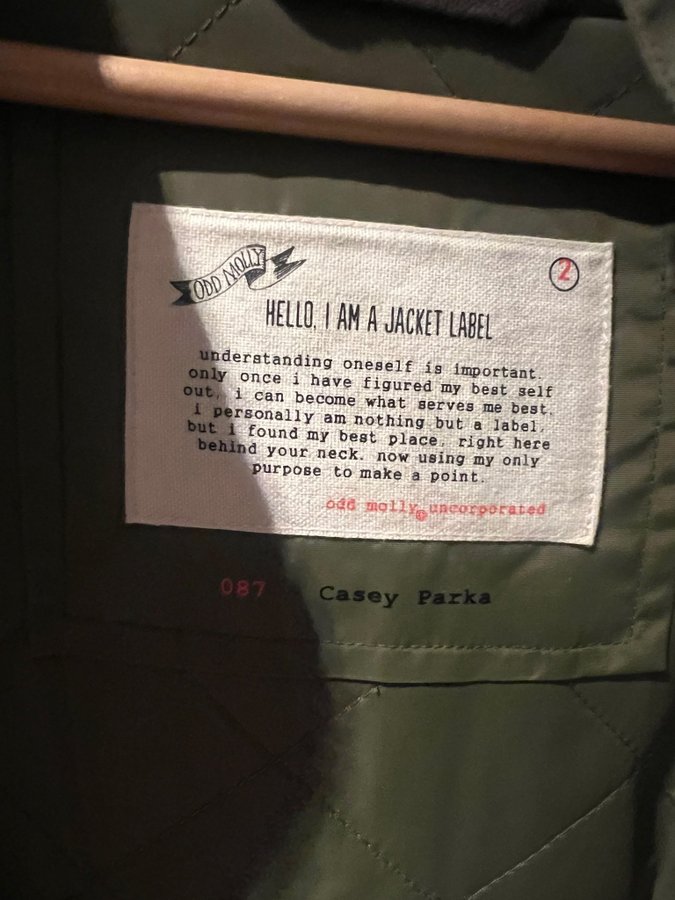 ODD MOLLY
2
HELLO, I AM A JACKET LABEL
understanding oneself is important
only once i have figured my best self
out, i can become what serves me best.
i personally am nothing but a label,
but i found my best place, right here
behind your neck. now using my only
purpose to make a point.
odd molly©uncorporated
087 Casey Parka